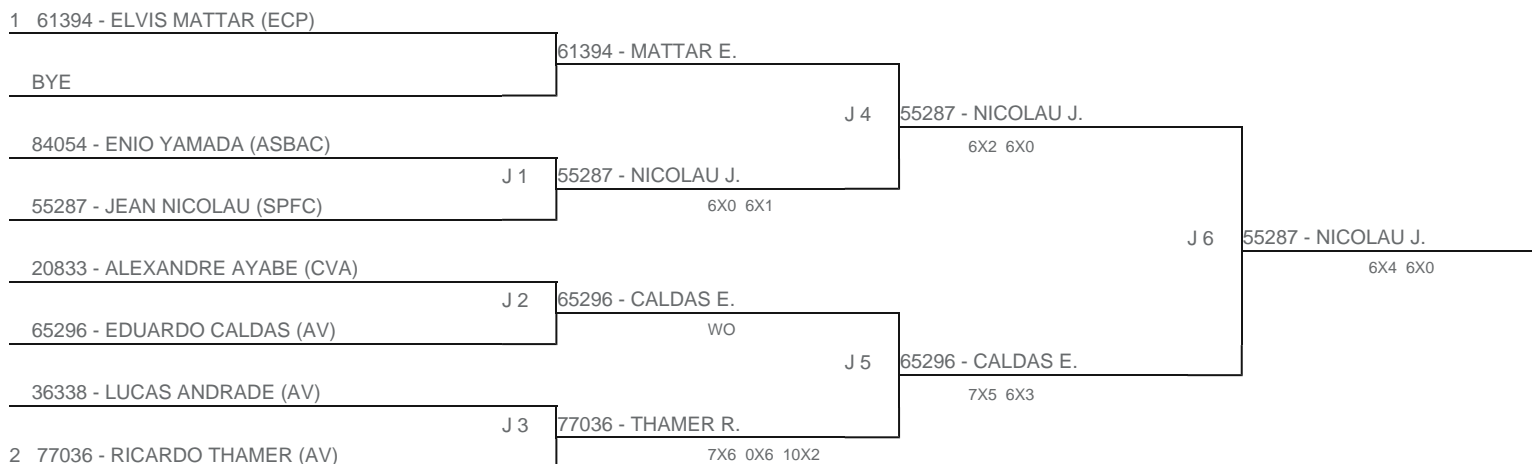 1 61394 - ELVIS MATTAR (ECP)
61394 - MATTAR E.
BYE
J 4
55287 - NICOLAU J.
6X2 6X0
84054 - ENIO YAMADA (ASBAC)
J 1
55287 - NICOLAU J.
6X0 6X1
55287 - JEAN NICOLAU (SPFC)
J 6
55287 - NICOLAU J.
6X4 6X0
20833 - ALEXANDRE AYABE (CVA)
J 2
65296 - CALDAS E.
WO
65296 - EDUARDO CALDAS (AV)
J 5
65296 - CALDAS E.
7X5 6X3
36338 - LUCAS ANDRADE (AV)
J 3
77036 - THAMER R.
7X6 0X6 10X2
2 77036 - RICARDO THAMER (AV)